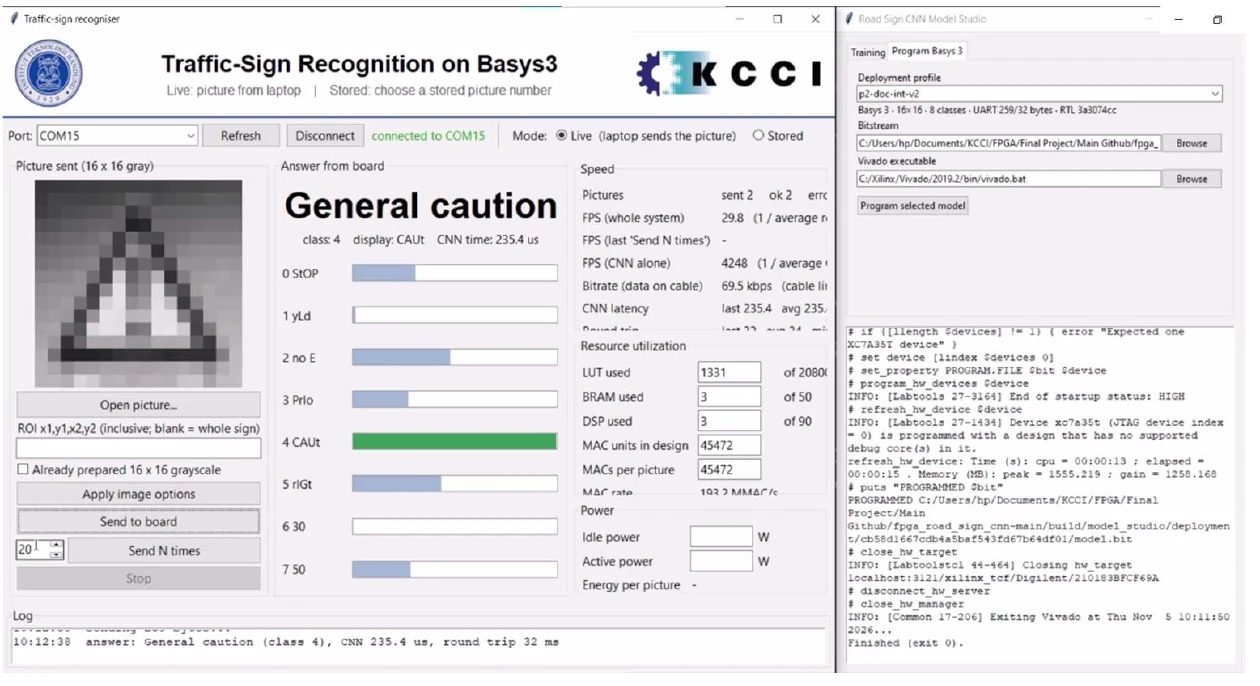 Traffic-sign recogniser
Traffic-Sign Recognition on Basys3
Live: picture from laptop | Stored: choose a stored picture number
KCCI
Port: COM15 Refresh Disconnect connected to COM15 Mode: Live (laptop sends the picture) Stored
Picture sent (16 x 16 gray)
Open picture...
ROI x1,y1,x2,y2 (inclusive; blank = whole sign)
Already prepared 16 x 16 grayscale
Apply image options
Send to board
20 Send N times
Stop
Answer from board
General caution
class: 4 display: CAUt CNN time: 235.4 us
0 StOP
1 yLd
2 no E
3 PrIo
4 CAUt
5 rIGt
6 30
7 50
Speed
Pictures sent 2 ok 2
FPS (whole system) 29.8 (1 / average
FPS (last 'Send N times') -
FPS (CNN alone) 4248 (1 / average
Bitrate (data on cable) 69.5 kbps (cable
CNN latency last 235.4 avg 235.
Resource utilization
LUT used 1331 of 2080
BRAM used 3 of 50
DSP used 3 of 90
MAC units in design 45472
MACs per picture 45472
MAC rate 193.2 MMAC/s
Power
Idle power W
Active power W
Energy per picture -
Log
10:12:38 answer: General caution (class 4), CNN 235.4 us, round trip 32 ms
Road Sign CNN Model Studio
Training Program Basys 3
Deployment profile
p2-doc-int-v2
Basys 3 · 16×16 · 8 classes · UART 259/32 bytes · RTL 3a3074cc
Bitstream
C:/Users/hp/Documents/KCCI/FPGA/Final Project/Main Github/fpga_ Browse
Vivado executable
C:/Xilinx/Vivado/2019.2/bin/vivado.bat Browse
Program selected model
# if {[llength $devices] != 1} { error "Expected one
XC7A35T device" }
# set device [lindex $devices 0]
# set_property PROGRAM.FILE $bit $device
# program_hw_devices $device
INFO: [Labtools 27-3164] End of startup status: HIGH
# refresh_hw_device $device
INFO: [Labtools 27-1434] Device xc7a35t (JTAG device index
= 0) is programmed with a design that has no supported
debug core(s) in it.
refresh_hw_device: Time (s): cpu = 00:00:13 ; elapsed =
00:00:15 . Memory (MB): peak = 1555.219 ; gain = 1258.168
# puts "PROGRAMMED $bit"
PROGRAMMED C:/Users/hp/Documents/KCCI/FPGA/Final
Project/Main
Github/fpga_road_sign_cnn-main/build/model_studio/deploymen
t/cb58d1667cdb4a5baf543fd67b64df01/model.bit
# close_hw_target
INFO: [Labtoolstcl 44-464] Closing hw_target
localhost:3121/xilinx_tcf/Digilent/210183BFCF69A
# disconnect_hw_server
# close_hw_manager
INFO: [Common 17-206] Exiting Vivado at Thu Nov 5 10:11:50
2026...
Finished (exit 0).